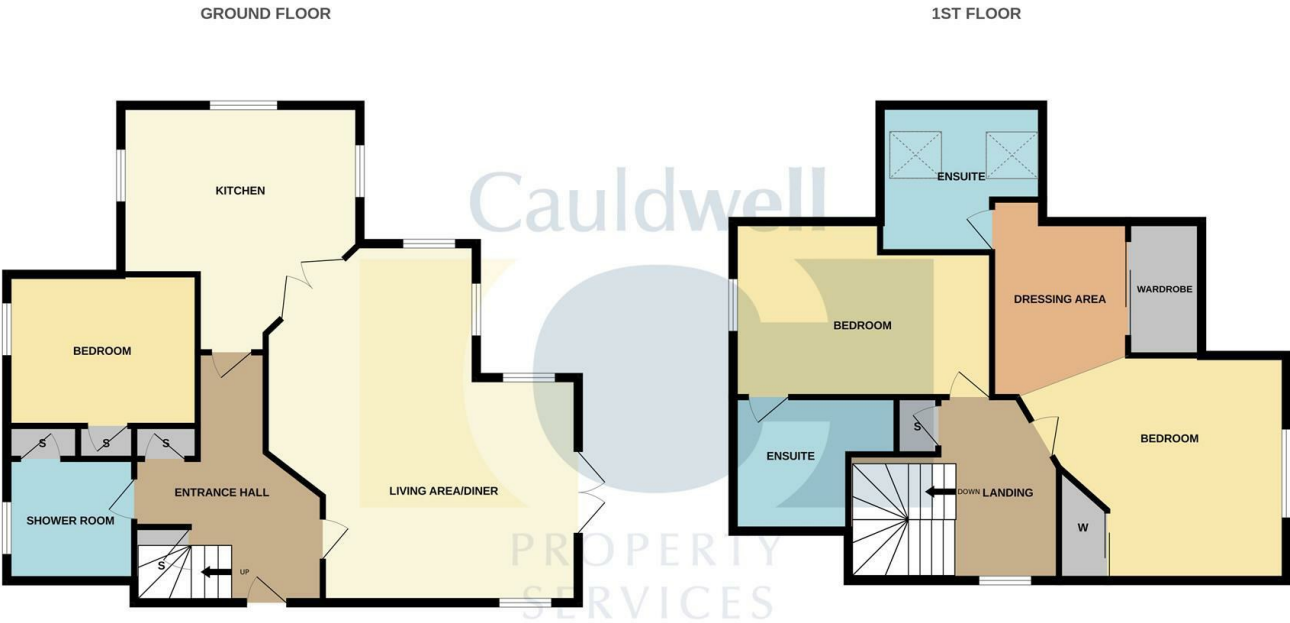 GROUND FLOOR
KITCHEN
BEDROOM
S
S
S
ENTRANCE HALL
LIVING AREA/DINER
SHOWER ROOM
S
UP
1ST FLOOR
ENSUITE
DRESSING AREA
WARDROBE
BEDROOM
S
BEDROOM
ENSUITE
DOWN
LANDING
W
Cauldwell
PROPERTY
SERVICES